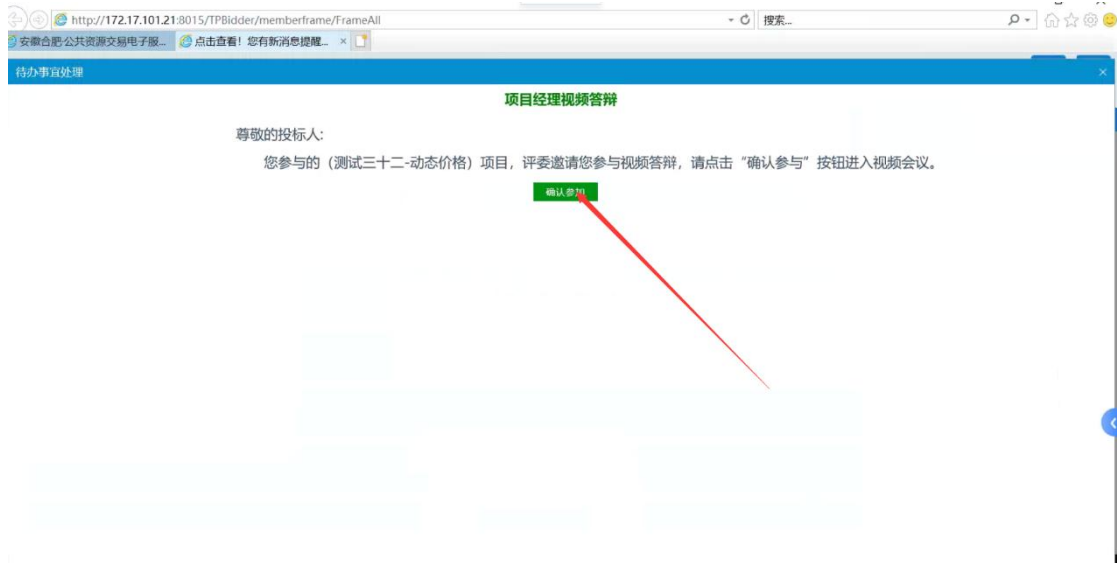 http://172.17.101.21:8015/TPBidder/memberframe/FrameAll
搜索...
安徽合肥公共资源交易电子服...
点击查看！您有新消息提醒...
待办事宜处理
项目经理视频答辩
尊敬的投标人:
您参与的（测试三十二-动态价格）项目，评委邀请您参与视频答辩，请点击“确认参与”按钮进入视频会议。
确认参加